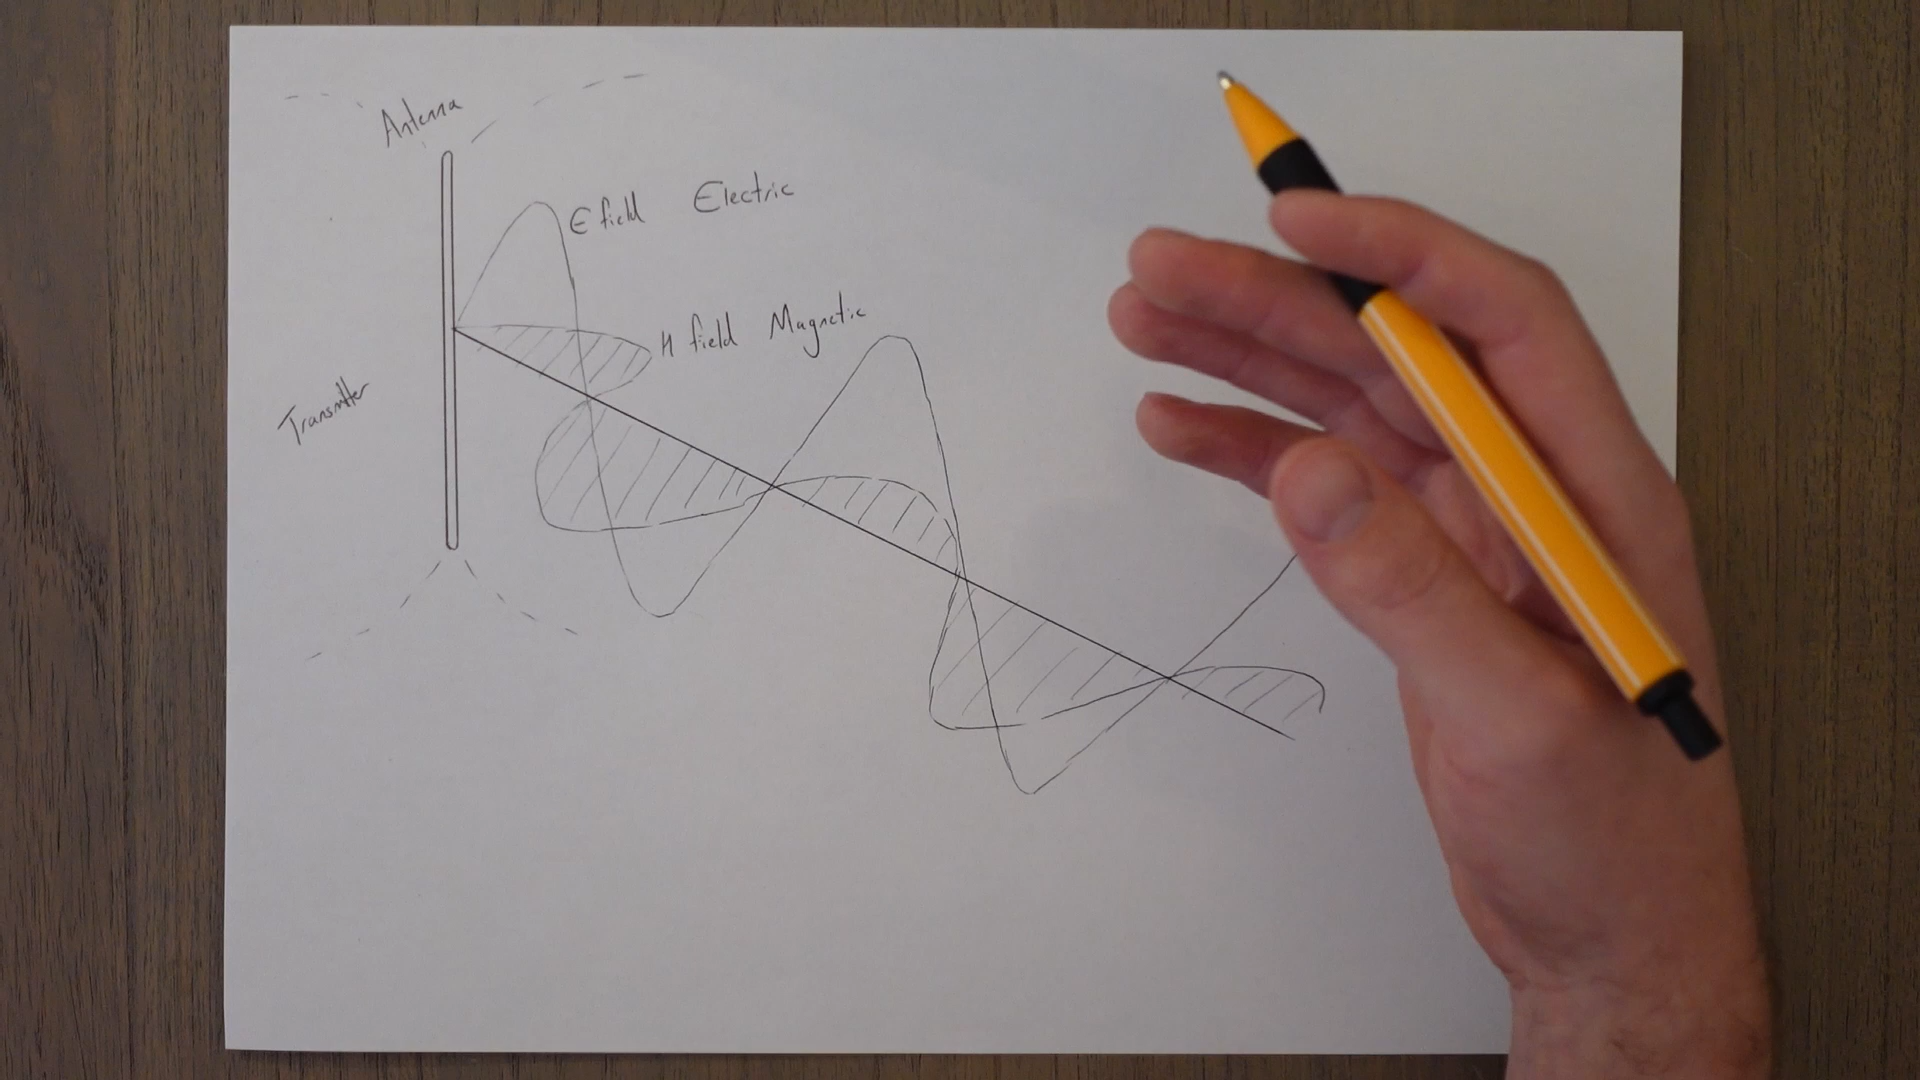 Antenna
E field Electric
H field Magnetic
Transmitter